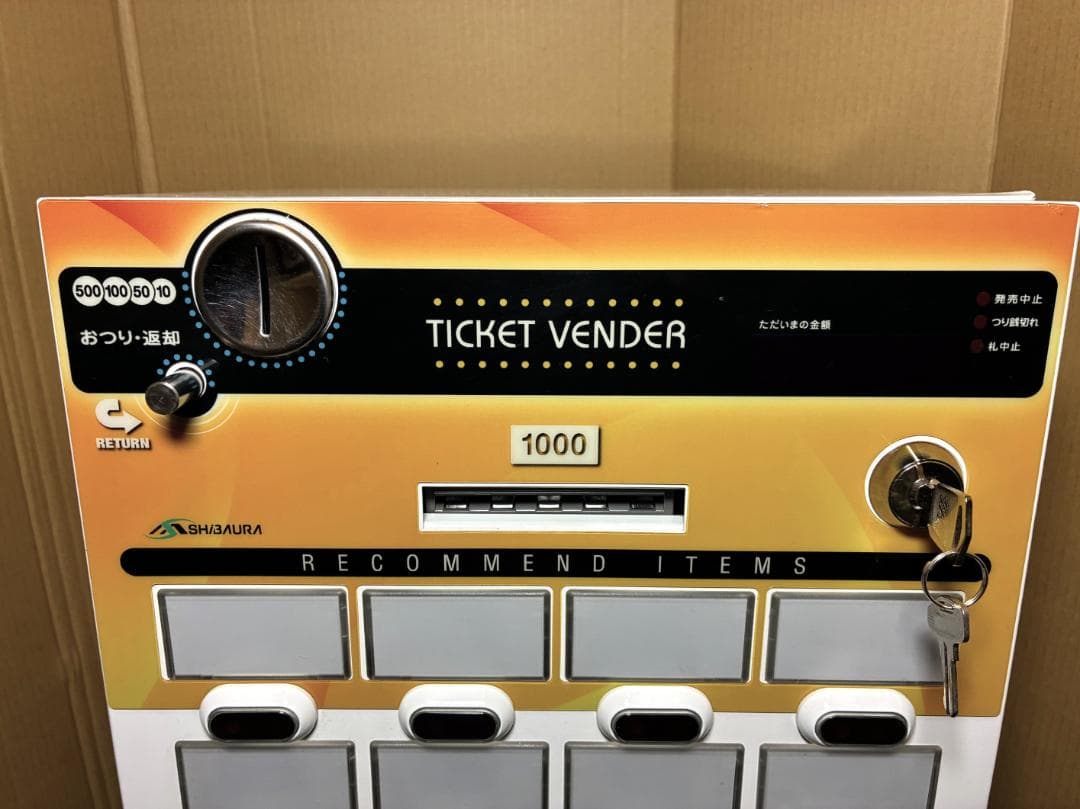 500 100 50 10
おつり・返却
RETURN
TICKET VENDER
ただいまの金額
発売中止
つり銭切れ
札中止
1000
SHIBAURA
RECOMMEND ITEMS